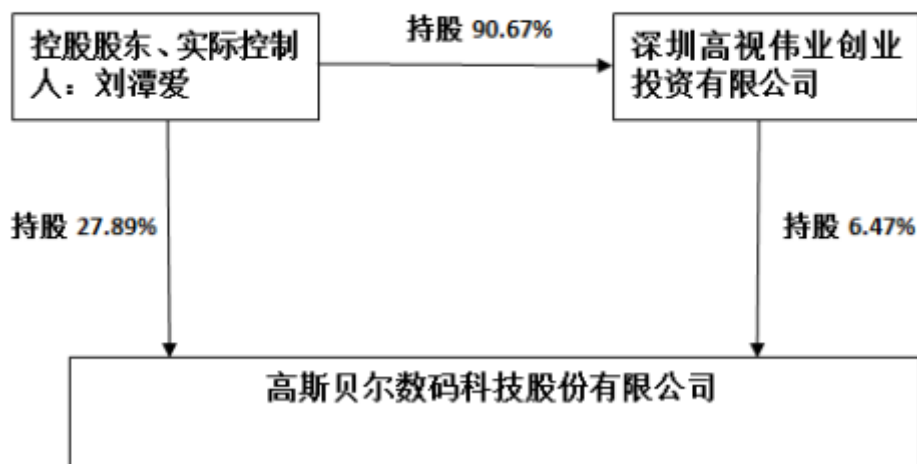 控股股东、实际控制
人：刘潭爱
持股 90.67%
深圳高视伟业创业
投资有限公司
持股 27.89%
持股 6.47%
高斯贝尔数码科技股份有限公司